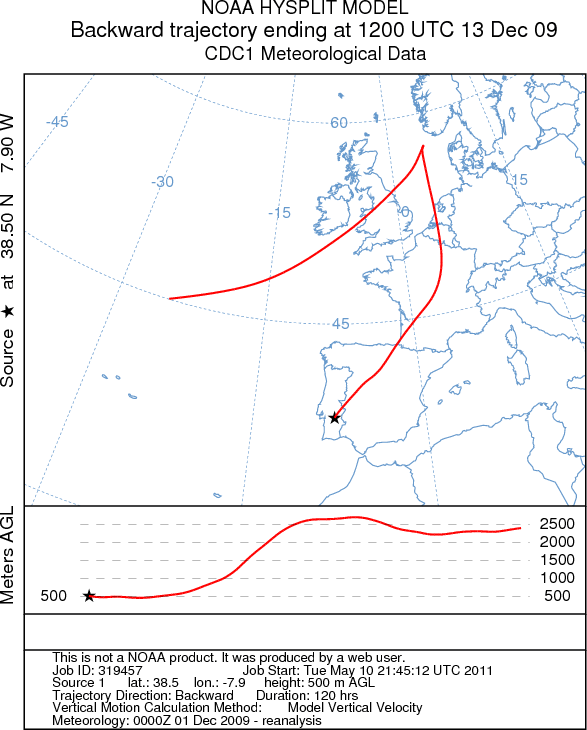 NOAA HYSPLIT MODEL
Backward trajectory ending at 1200 UTC 13 Dec 09
CDC1 Meteorological Data
Source ★ at 38.50 N 7.90 W
-45
60
-30
15
-15
0
45
Meters AGL
2500
2000
1500
1000
500 500
This is not a NOAA product. It was produced by a web user.
Job ID: 319457 Job Start: Tue May 10 21:45:12 UTC 2011
Source 1 lat.: 38.5 lon.: -7.9 height: 500 m AGL
Trajectory Direction: Backward Duration: 120 hrs
Vertical Motion Calculation Method: Model Vertical Velocity
Meteorology: 0000Z 01 Dec 2009 - reanalysis